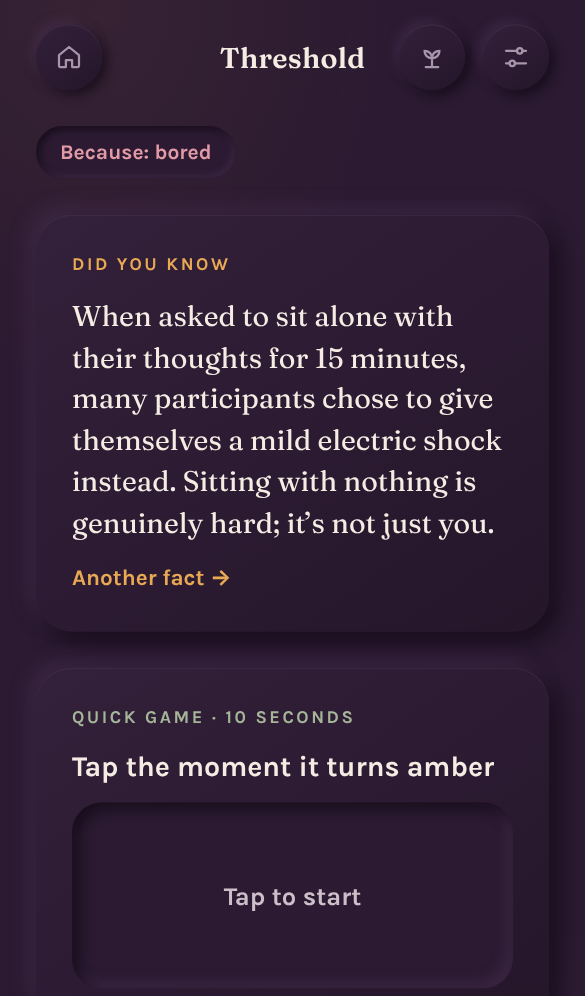 Threshold
Because: bored
DID YOU KNOW
When asked to sit alone with
their thoughts for 15 minutes,
many participants chose to give
themselves a mild electric shock
instead. Sitting with nothing is
genuinely hard; it’s not just you.
Another fact →
QUICK GAME · 10 SECONDS
Tap the moment it turns amber
Tap to start